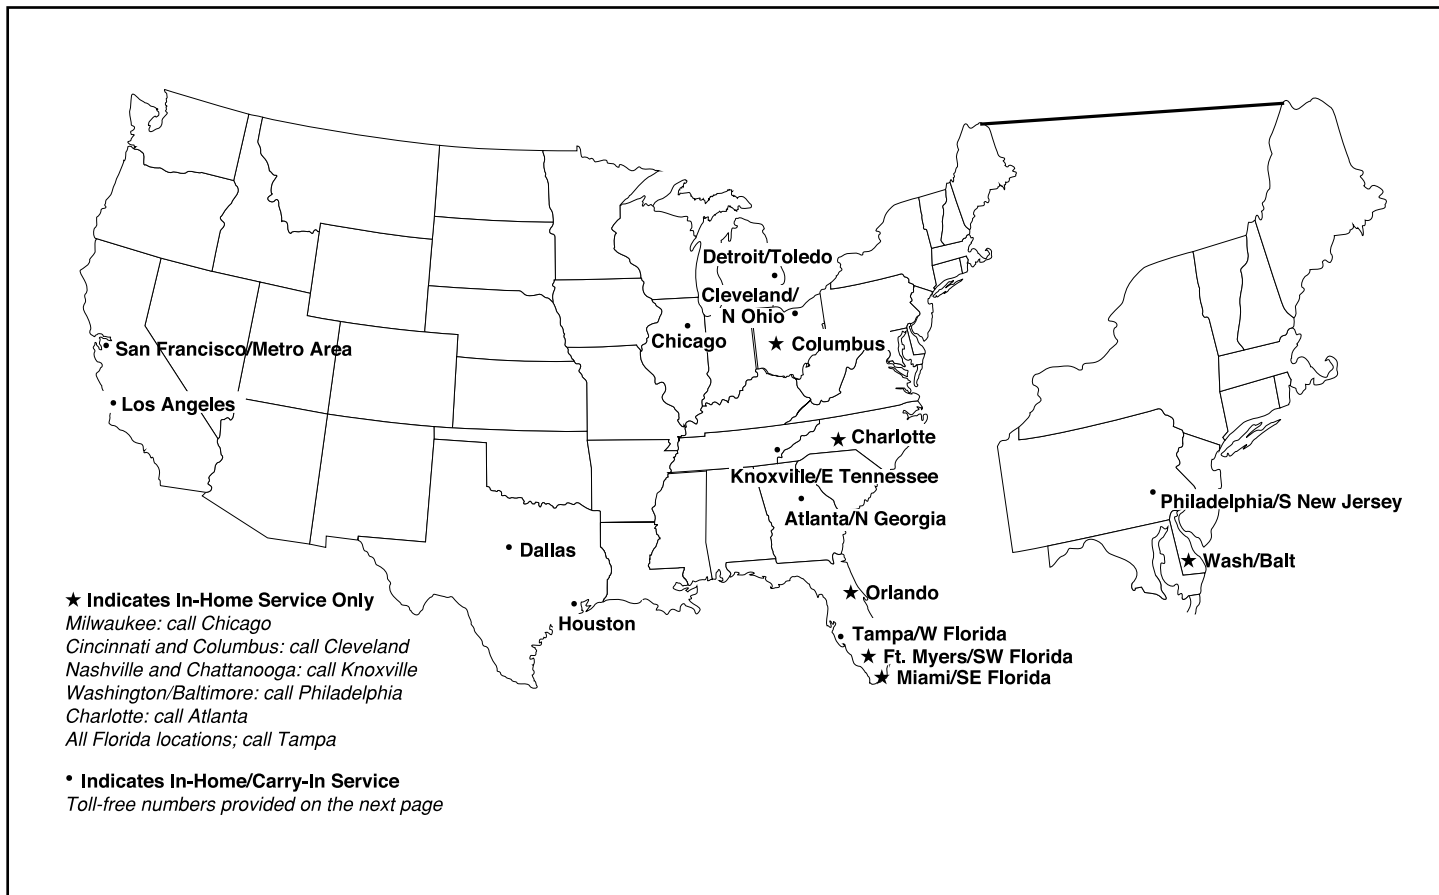 Detroit/Toledo
Cleveland/
N Ohio
Chicago
★ Columbus
San Francisco/Metro Area
Los Angeles
★ Charlotte
Knoxville/E Tennessee
Atlanta/N Georgia
Philadelphia/S New Jersey
Dallas
★ Wash/Balt
★ Orlando
Houston
Tampa/W Florida
★ Ft. Myers/SW Florida
★ Miami/SE Florida
★ Indicates In-Home Service Only
Milwaukee: call Chicago
Cincinnati and Columbus: call Cleveland
Nashville and Chattanooga: call Knoxville
Washington/Baltimore: call Philadelphia
Charlotte: call Atlanta
All Florida locations; call Tampa
• Indicates In-Home/Carry-In Service
Toll-free numbers provided on the next page